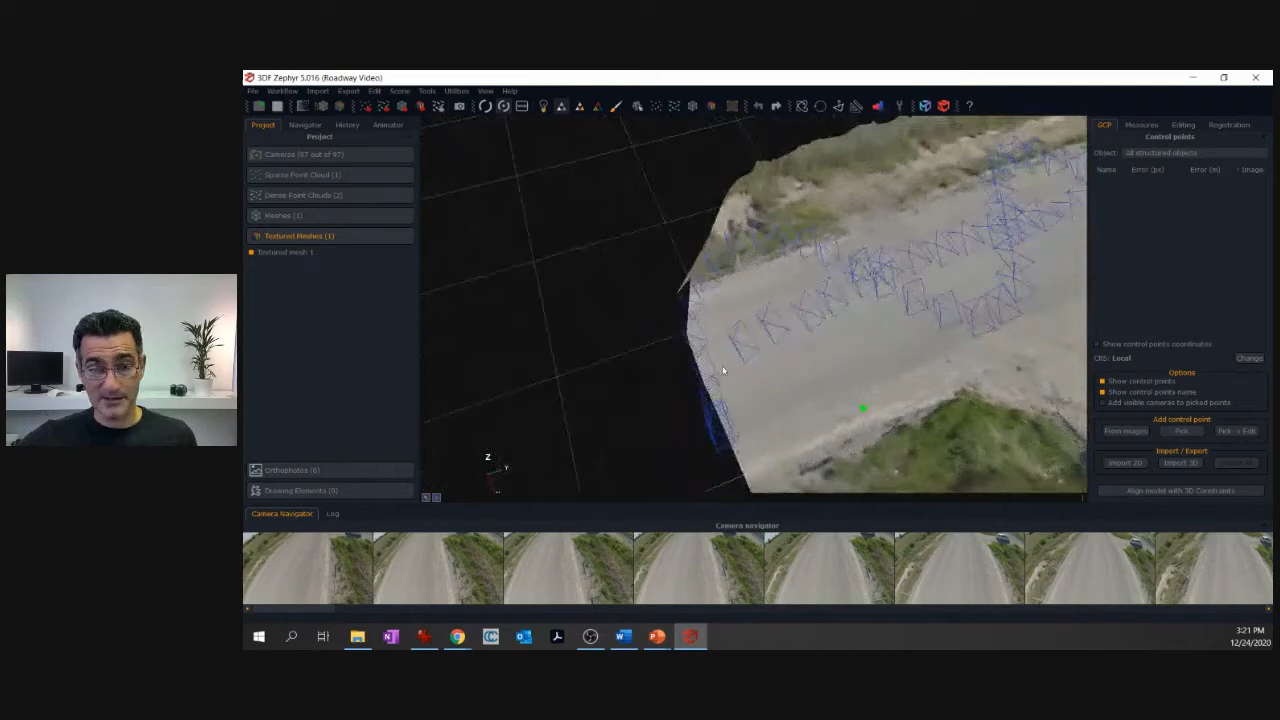 3DF Zephyr 5.016 (Roadway Video)
File Workflow Import Export Edit Scene Tools Utilities View Help
Project Navigator History Animator
Project
Cameras (97 out of 97)
Sparse Point Cloud (1)
Dense Point Clouds (2)
Meshes (1)
Textured Meshes (1)
Textured mesh 1
Orthophotos (0)
Drawing Elements (0)
Z
Y
GCP Measures Editing Registration
Control points
Object: All structured objects
Name Error (px) Error (m) Image
Show control points coordinates
CRS: Local Change
Options
Show control points
Show control points name
Add visible cameras to picked points
Add control point
From images Pick Pick > Edit
Import / Export
Import 2D Import 3D
Align model with 3D Constraints
Camera Navigator Log
Camera navigator
3:21 PM
12/24/2020